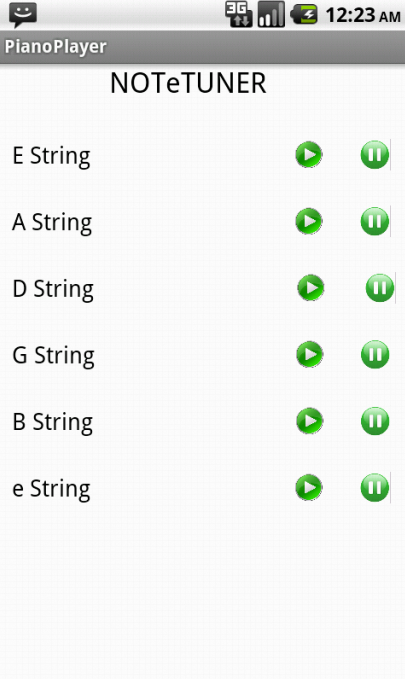 3G 12:23 AM
PianoPlayer
NOTeTUNER
E String
A String
D String
G String
B String
e String